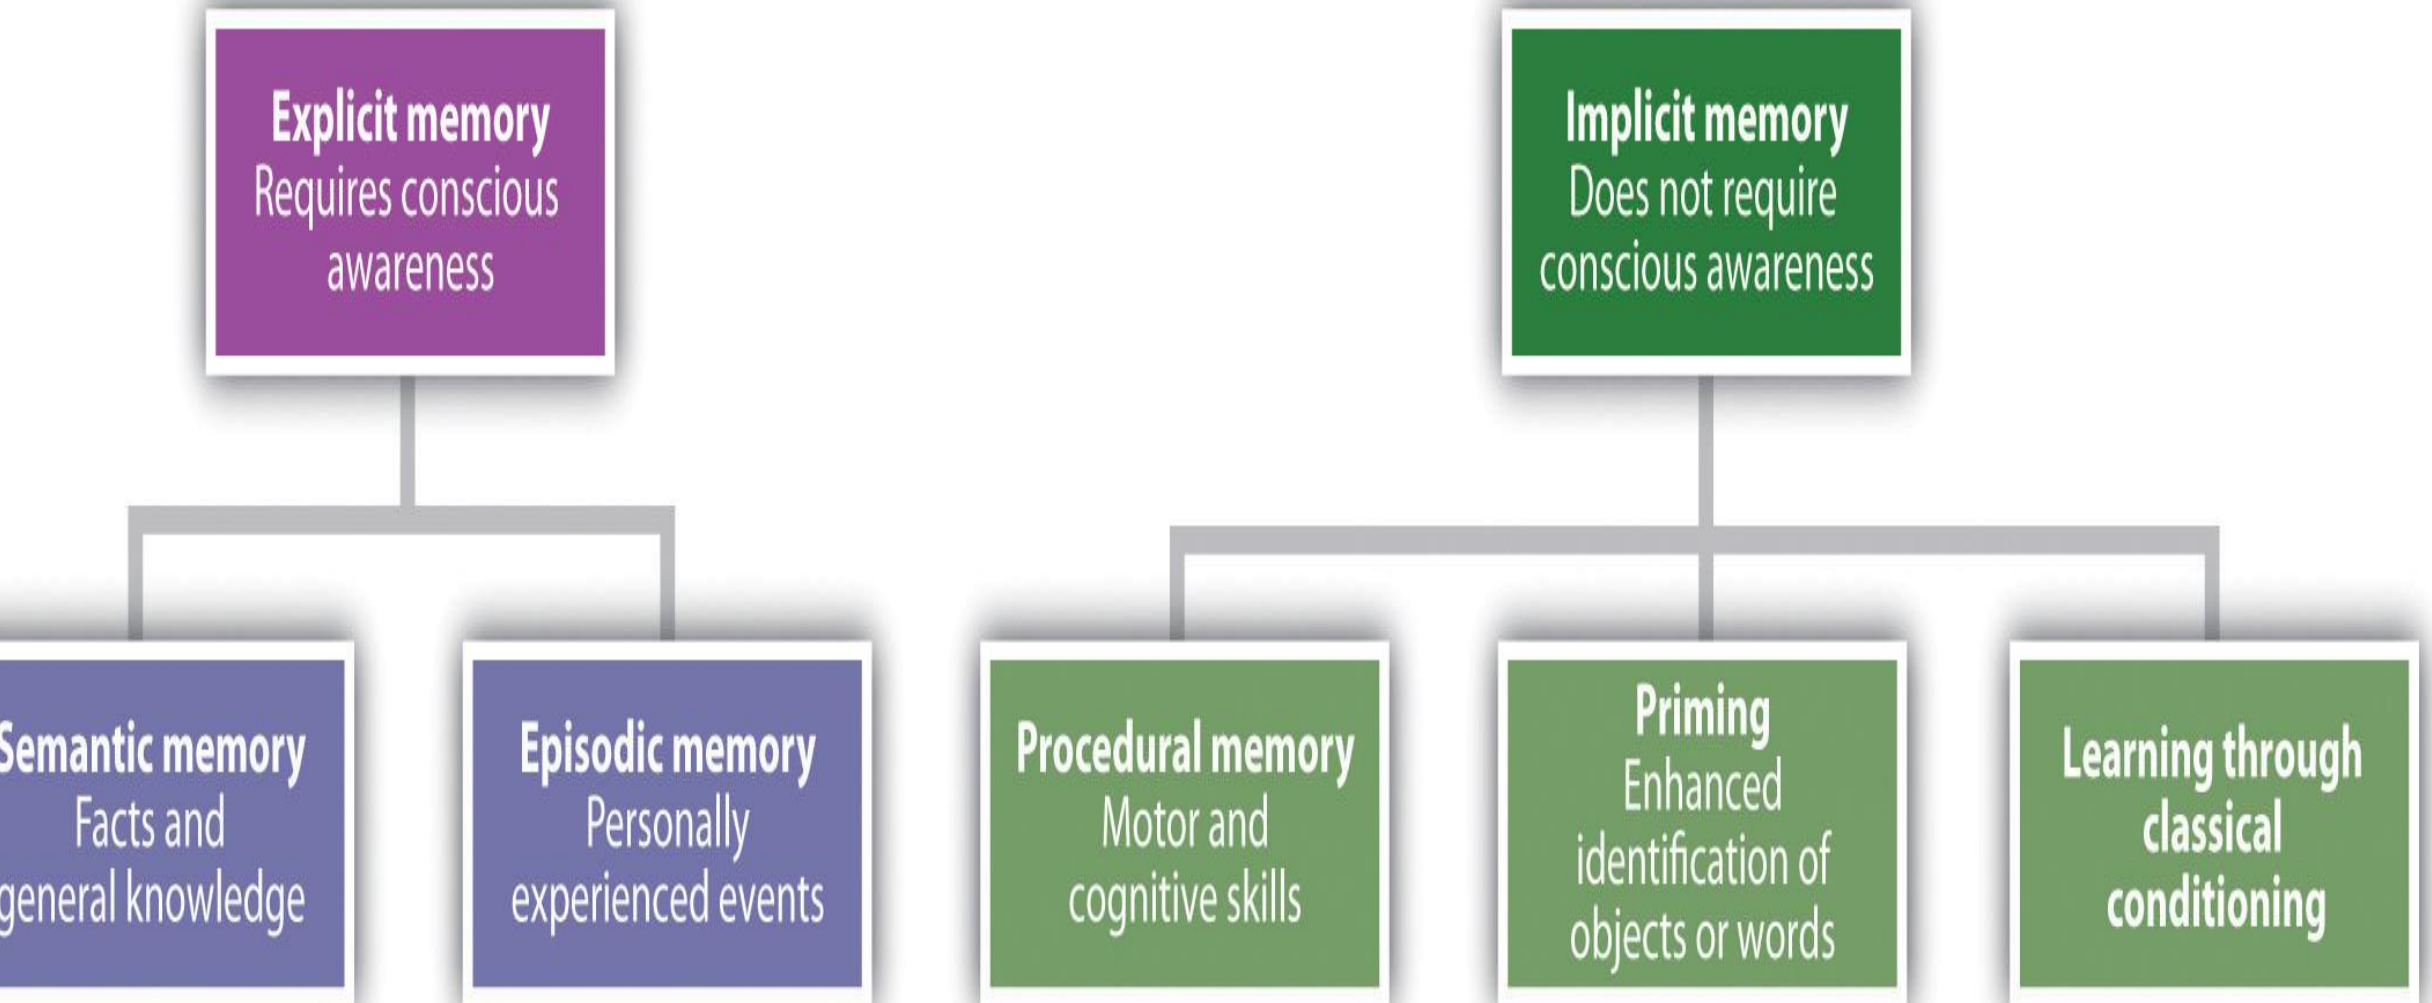 Explicit memory
Requires conscious
awareness
Implicit memory
Does not require
conscious awareness
Semantic memory
Facts and
general knowledge
Episodic memory
Personally
experienced events
Procedural memory
Motor and
cognitive skills
Priming
Enhanced
identification of
objects or words
Learning through
classical
conditioning